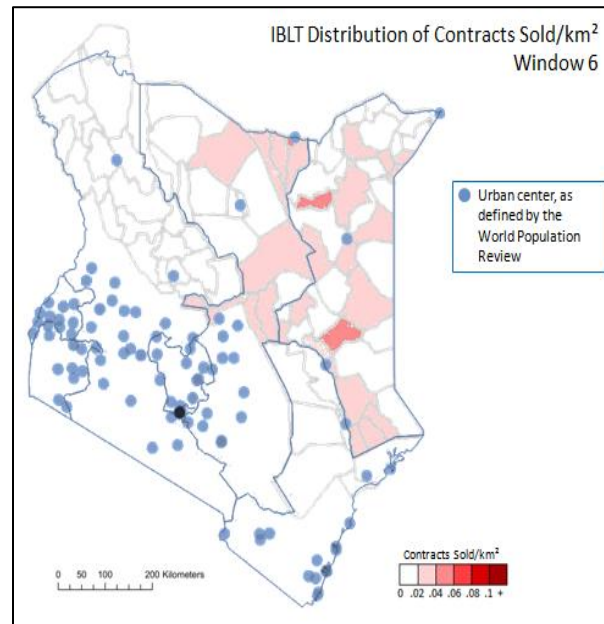 IBLT Distribution of Contracts Sold/km²
Window 6
Urban center, as
defined by the
World Population
Review
Contracts Sold/km²
0 .02 .04 .06 .08 .1 +
0 50 100 200 Kilometers